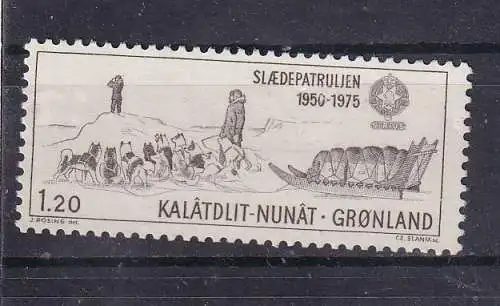 SLÆDEPATRULJEN
1950-1975
SIRIUS
1.20
KALÂTDLIT-NUNÂT · GRØNLAND
J. ROSING del.
CZ. SLANIA sc.